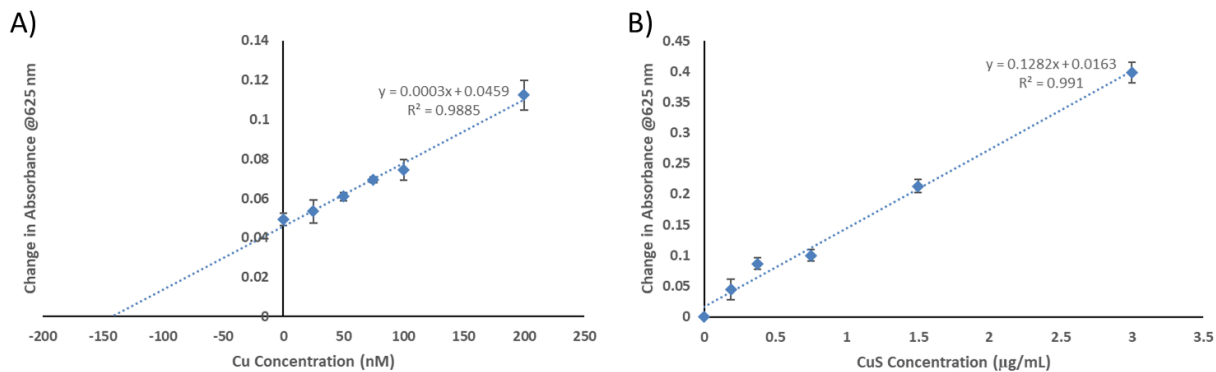 A)
Change in Absorbance @625 nm
0.14
0.12
0.1
0.08
0.06
0.04
0.02
0
y = 0.0003x + 0.0459
R² = 0.9885
-200 -150 -100 -50 0 50 100 150 200 250
Cu Concentration (nM)
B)
Change in Absorbance @625 nm
0.45
0.4
0.35
0.3
0.25
0.2
0.15
0.1
0.05
0
y = 0.1282x + 0.0163
R² = 0.991
0 0.5 1 1.5 2 2.5 3 3.5
CuS Concentration (µg/mL)